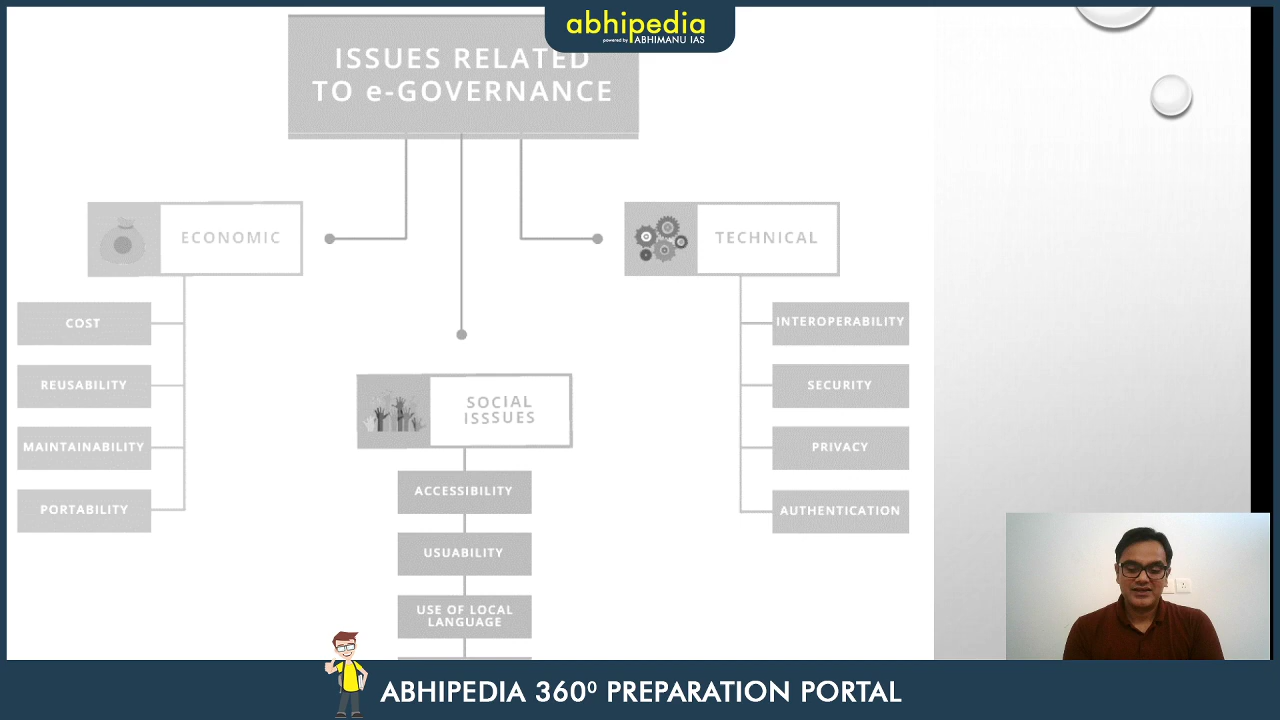 abhipedia
powered by ABHIMANU IAS
ISSUES RELATED
TO e-GOVERNANCE
ECONOMIC
COST
REUSABILITY
MAINTAINABILITY
PORTABILITY
SOCIAL
ISSSUES
ACCESSIBILITY
USUABILITY
USE OF LOCAL
LANGUAGE
TECHNICAL
INTEROPERABILITY
SECURITY
PRIVACY
AUTHENTICATION
ABHIPEDIA 360⁰ PREPARATION PORTAL